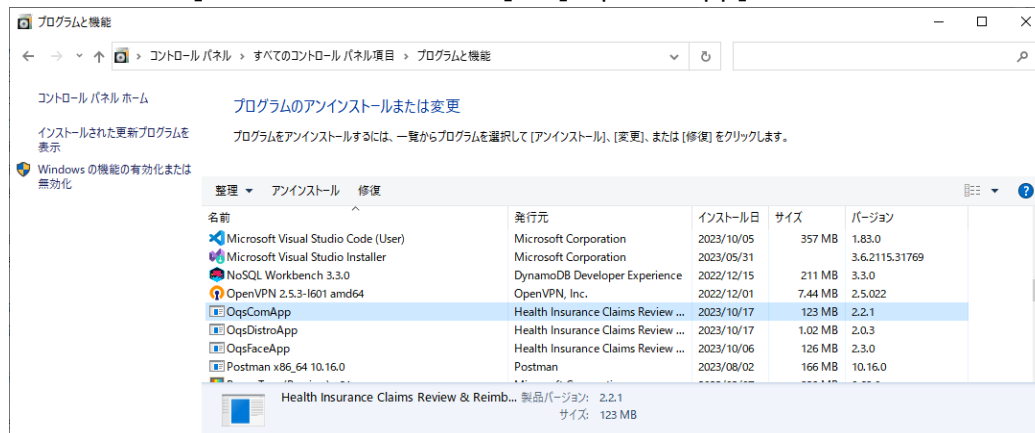 プログラムと機能
コントロール パネル › すべてのコントロール パネル項目 › プログラムと機能
コントロール パネル ホーム
インストールされた更新プログラムを
表示
Windows の機能の有効化または
無効化
プログラムのアンインストールまたは変更
プログラムをアンインストールするには、一覧からプログラムを選択して [アンインストール]、[変更]、または [修復] をクリックします。
整理 アンインストール 修復
名前 発行元 インストール日 サイズ バージョン
Microsoft Visual Studio Code (User) Microsoft Corporation 2023/10/05 357 MB 1.83.0
Microsoft Visual Studio Installer Microsoft Corporation 2023/05/31 3.6.2115.31769
NoSQL Workbench 3.3.0 DynamoDB Developer Experience 2022/12/15 211 MB 3.3.0
OpenVPN 2.5.3-I601 amd64 OpenVPN, Inc. 2022/12/01 7.44 MB 2.5.022
OqsComApp Health Insurance Claims Review ... 2023/10/17 123 MB 2.2.1
OqsDistroApp Health Insurance Claims Review ... 2023/10/17 1.02 MB 2.0.3
OqsFaceApp Health Insurance Claims Review ... 2023/10/06 126 MB 2.3.0
Postman x86_64 10.16.0 Postman 2023/08/02 166 MB 10.16.0
Health Insurance Claims Review & Reimb... 製品バージョン: 2.2.1
サイズ: 123 MB